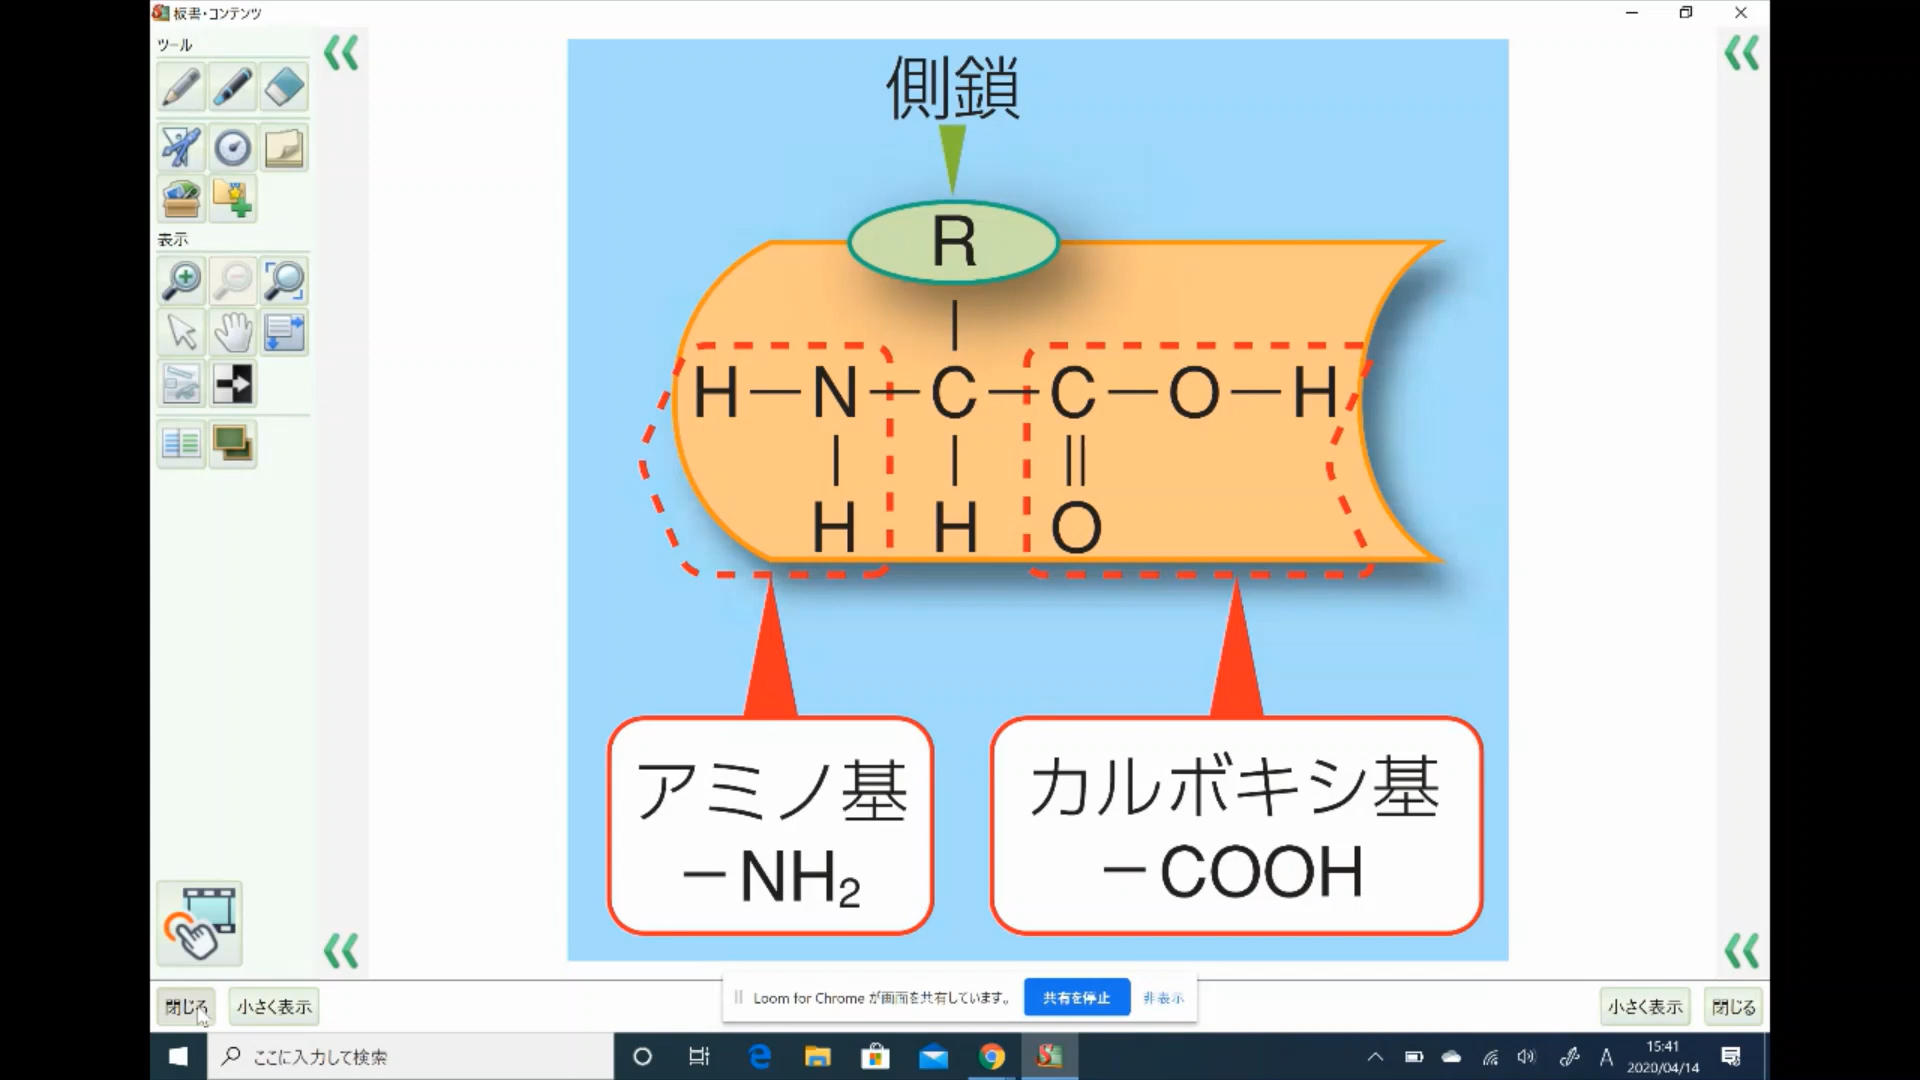 板書・コンテンツ
ツール
表示
側鎖
R
H—N—C—C—O—H
H H O
アミノ基
−NH₂
カルボキシ基
−COOH
閉じる
小さく表示
Loom for Chrome が画面を共有しています。
共有を停止
非表示
小さく表示
閉じる
ここに入力して検索
A
15:41
2020/04/14